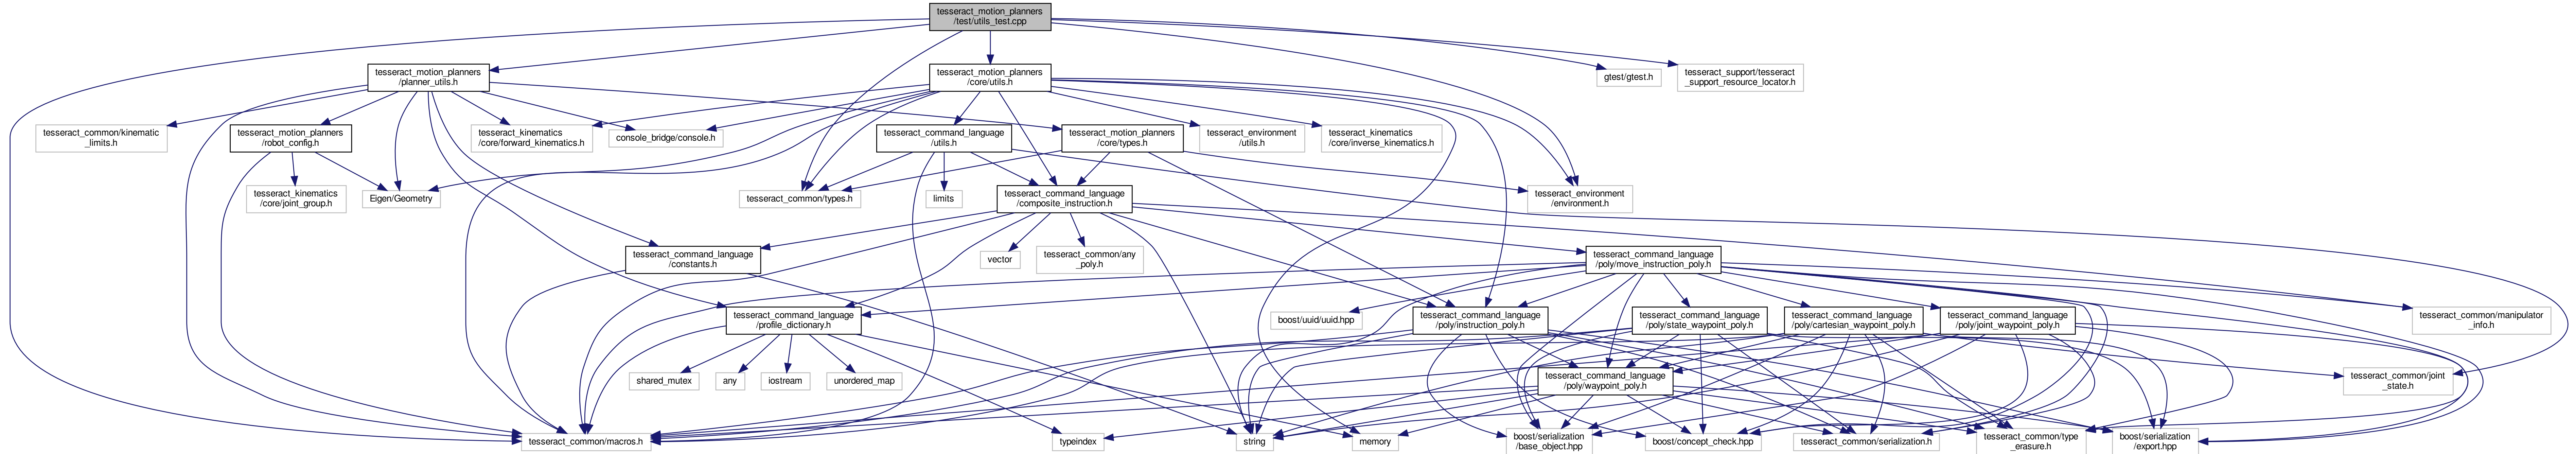 tesseract_motion_planners
/test/utils_test.cpp
tesseract_motion_planners
/planner_utils.h
tesseract_motion_planners
/core/utils.h
gtest/gtest.h
tesseract_support/tesseract
_support_resource_locator.h
tesseract_common/kinematic
_limits.h
tesseract_motion_planners
/robot_config.h
tesseract_kinematics
/core/forward_kinematics.h
console_bridge/console.h
tesseract_command_language
/utils.h
tesseract_motion_planners
/core/types.h
tesseract_environment
/utils.h
tesseract_kinematics
/core/inverse_kinematics.h
tesseract_kinematics
/core/joint_group.h
Eigen/Geometry
tesseract_common/types.h
limits
tesseract_command_language
/composite_instruction.h
tesseract_environment
/environment.h
tesseract_command_language
/constants.h
vector
tesseract_common/any
_poly.h
tesseract_command_language
/poly/move_instruction_poly.h
tesseract_command_language
/profile_dictionary.h
boost/uuid/uuid.hpp
tesseract_command_language
/poly/instruction_poly.h
tesseract_command_language
/poly/state_waypoint_poly.h
tesseract_command_language
/poly/cartesian_waypoint_poly.h
tesseract_command_language
/poly/joint_waypoint_poly.h
tesseract_common/manipulator
_info.h
shared_mutex
any
iostream
unordered_map
tesseract_command_language
/poly/waypoint_poly.h
tesseract_common/joint
_state.h
tesseract_common/macros.h
typeindex
string
memory
boost/serialization
/base_object.hpp
boost/concept_check.hpp
tesseract_common/serialization.h
tesseract_common/type
_erasure.h
boost/serialization
/export.hpp